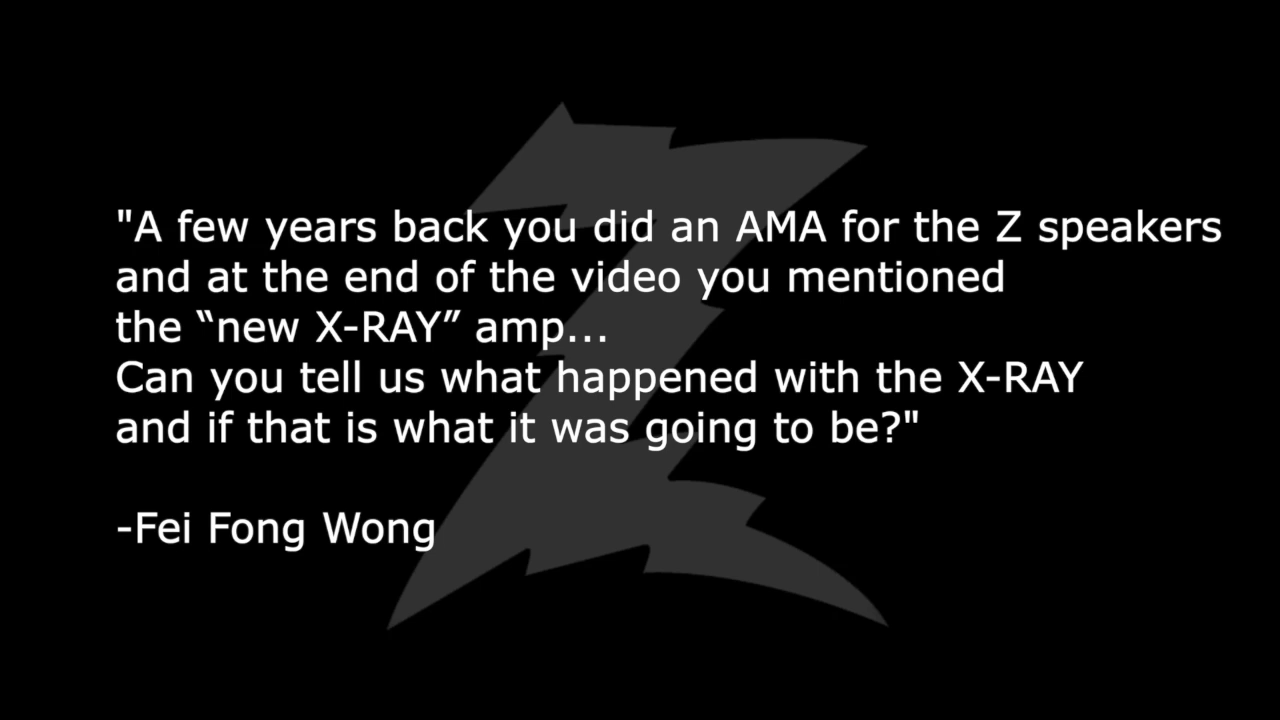 "A few years back you did an AMA for the Z speakers
and at the end of the video you mentioned
the “new X-RAY” amp...
Can you tell us what happened with the X-RAY
and if that is what it was going to be?"
-Fei Fong Wong